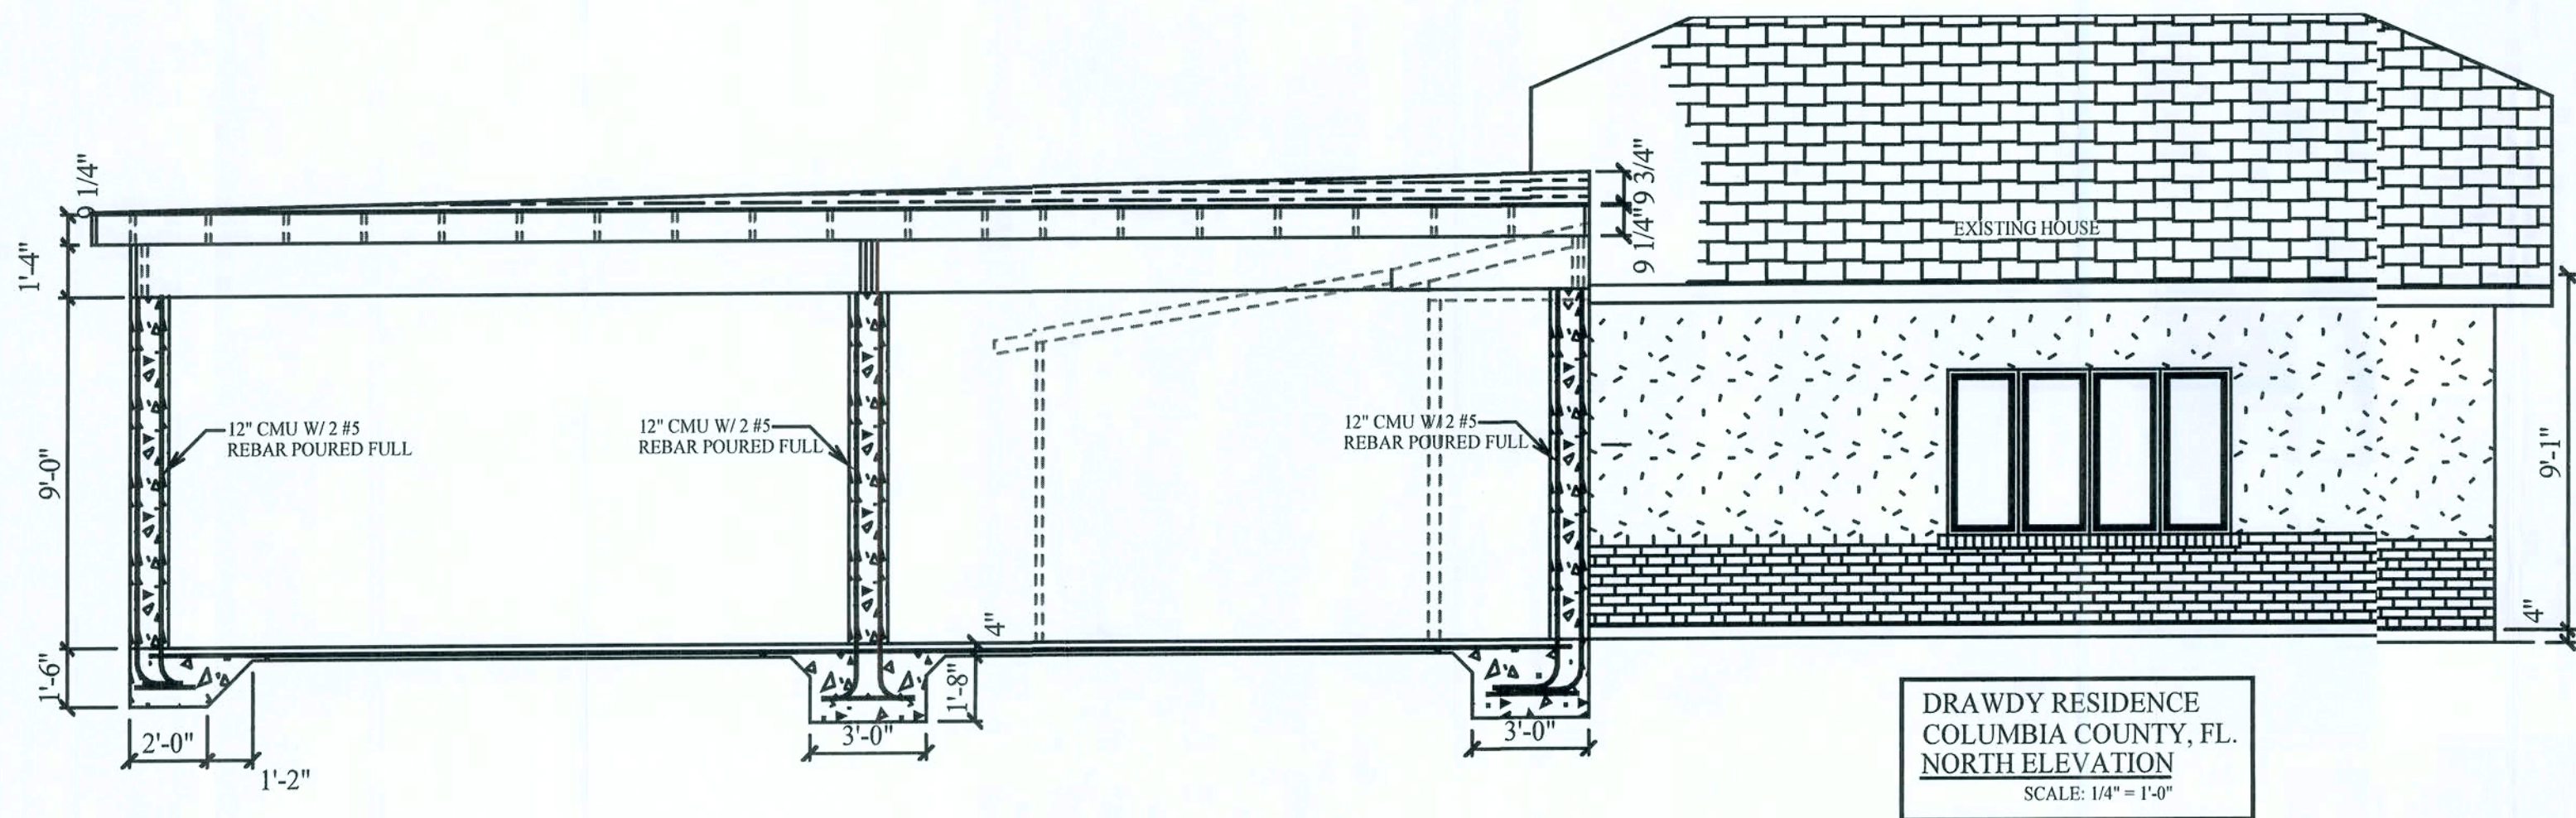 9 1/4"
1'-4"
9'-0"
1'-6"
2'-0"
1'-2"
12" CMU W/ 2 #5
REBAR POURED FULL
12" CMU W/ 2 #5
REBAR POURED FULL
12" CMU W/ 2 #5
REBAR POURED FULL
4"
1'-8"
3'-0"
3'-0"
9 3/4"
9 1/4"
EXISTING HOUSE
9'-1"
4"
DRAWDY RESIDENCE
COLUMBIA COUNTY, FL.
NORTH ELEVATION
SCALE: 1/4" = 1'-0"